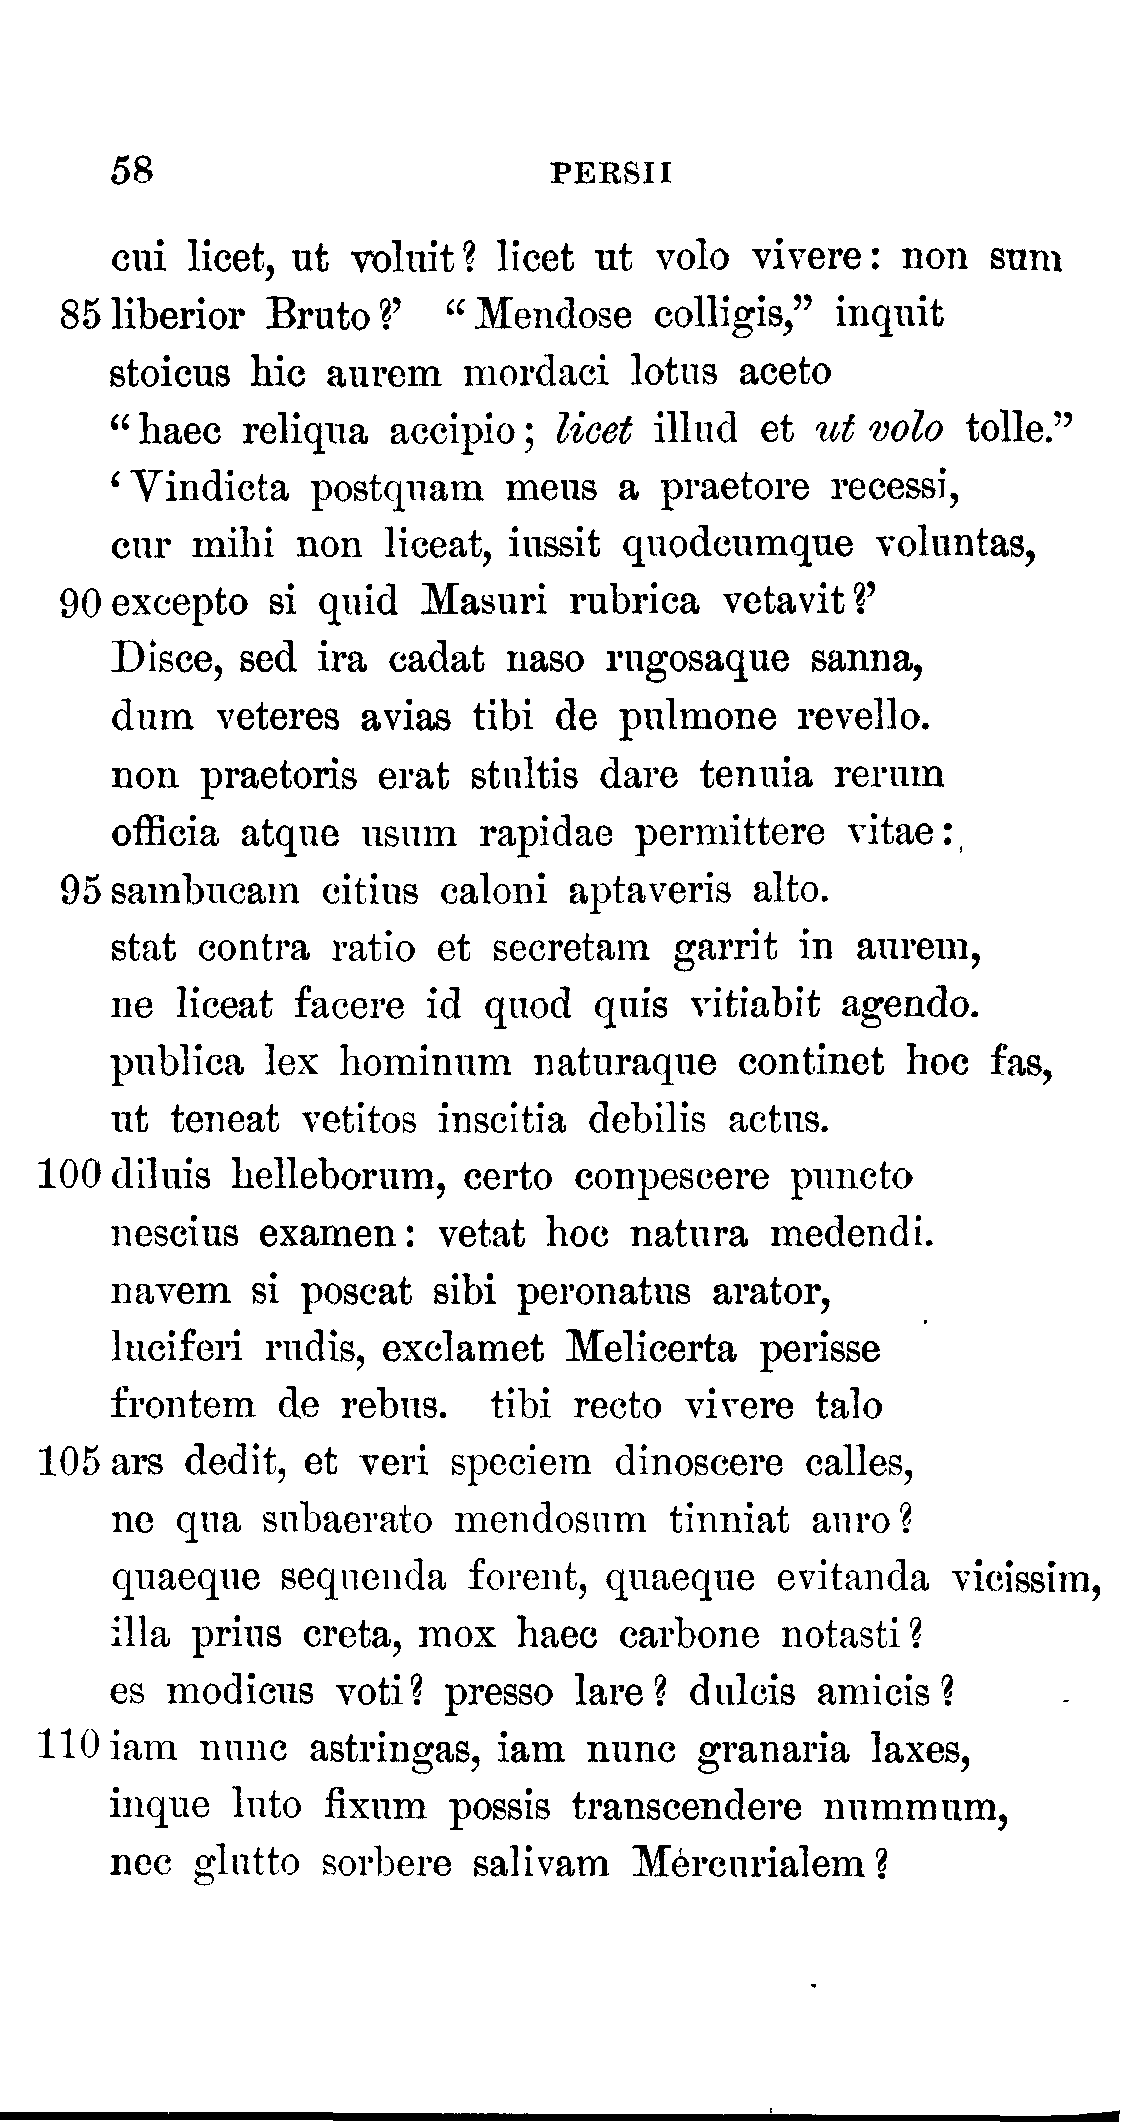 58 PERSII
cui licet, ut voluit? licet ut volo vivere: non sum
85 liberior Bruto?’ “Mendose colligis,” inquit
stoicus hic aurem mordaci lotus aceto
“haec reliqua accipio; licet illud et ut volo tolle.”
‘Vindicta postquam meus a praetore recessi,
cur mihi non liceat, iussit quodcumque voluntas,
90 excepto si quid Masuri rubrica vetavit?’
Disce, sed ira cadat naso rugosaque sanna,
dum veteres avias tibi de pulmone revello.
non praetoris erat stultis dare tenuia rerum
officia atque usum rapidae permittere vitae:
95 sambucam citius caloni aptaveris alto.
stat contra ratio et secretam garrit in aurem,
ne liceat facere id quod quis vitiabit agendo.
publica lex hominum naturaque continet hoc fas,
ut teneat vetitos inscitia debilis actus.
100 diluis helleborum, certo conpescere puncto
nescius examen: vetat hoc natura medendi.
navem si poscat sibi peronatus arator,
luciferi rudis, exclamet Melicerta perisse
frontem de rebus. tibi recto vivere talo
105 ars dedit, et veri speciem dinoscere calles,
ne qua subaerato mendosum tinniat auro?
quaeque sequenda forent, quaeque evitanda vicissim,
illa prius creta, mox haec carbone notasti?
es modicus voti? presso lare? dulcis amicis?
110 iam nunc astringas, iam nunc granaria laxes,
inque luto fixum possis transcendere nummum,
nec glutto sorbere salivam Mercurialem?